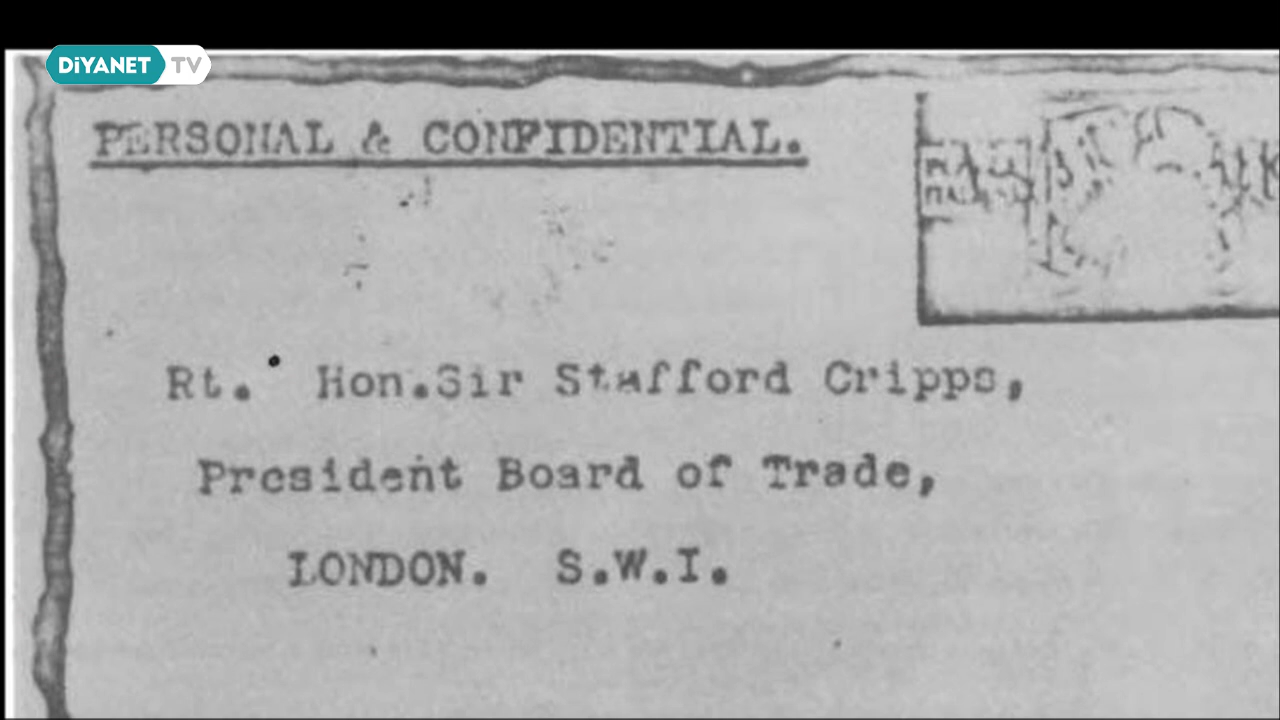 DİYANET TV
PERSONAL & CONFIDENTIAL.
Rt. Hon.Sir Stafford Cripps,
President Board of Trade,
LONDON. S.W.I.